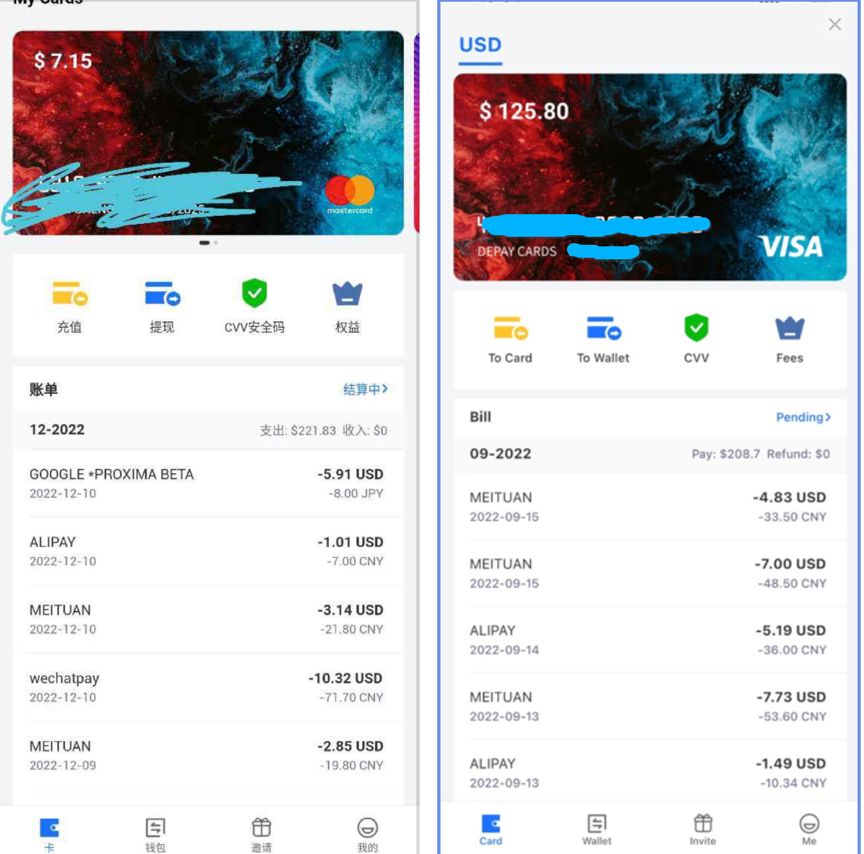 My Cards
$ 7.15
mastercard
充值
提现
CVV安全码
权益
账单
结算中>
12-2022
支出: $221.83 收入: $0
GOOGLE *PROXIMA BETA
-5.91 USD
2022-12-10
-8.00 JPY
ALIPAY
-1.01 USD
2022-12-10
-7.00 CNY
MEITUAN
-3.14 USD
2022-12-10
-21.80 CNY
wechatpay
-10.32 USD
2022-12-10
-71.70 CNY
MEITUAN
-2.85 USD
2022-12-09
-19.80 CNY
卡
钱包
邀请
我的
USD
$ 125.80
DEPAY CARDS
VISA
To Card
To Wallet
CVV
Fees
Bill
Pending>
09-2022
Pay: $208.7 Refund: $0
MEITUAN
-4.83 USD
2022-09-15
-33.50 CNY
MEITUAN
-7.00 USD
2022-09-15
-48.50 CNY
ALIPAY
-5.19 USD
2022-09-14
-36.00 CNY
MEITUAN
-7.73 USD
2022-09-13
-53.60 CNY
ALIPAY
-1.49 USD
2022-09-13
-10.34 CNY
Card
Wallet
Invite
Me